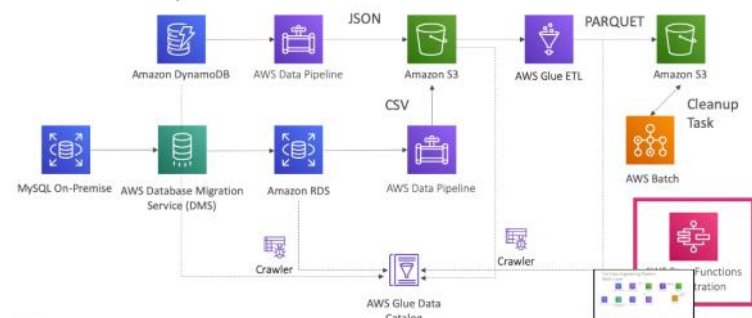 JSON
PARQUET
Amazon DynamoDB
AWS Data Pipeline
Amazon S3
AWS Glue ETL
Amazon S3
CSV
Cleanup
Task
MySQL On-Premise
AWS Database Migration
Service (DMS)
Amazon RDS
AWS Data Pipeline
AWS Batch
Crawler
Crawler
AWS Glue Data
Catalog
Functions